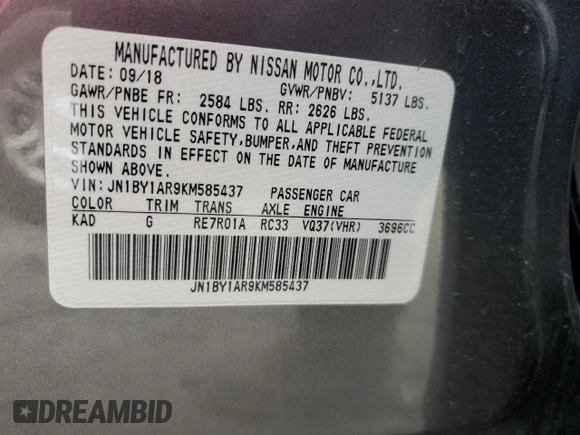 MANUFACTURED BY NISSAN MOTOR CO.,LTD.
DATE: 09/18 GVWR/PNBV: 5137 LBS.
GAWR/PNBE FR: 2584 LBS. RR: 2626 LBS.
THIS VEHICLE CONFORMS TO ALL APPLICABLE FEDERAL
MOTOR VEHICLE SAFETY,BUMPER,AND THEFT PREVENTION
STANDARDS IN EFFECT ON THE DATE OF MANUFACTURE
SHOWN ABOVE.
VIN:JN1BY1AR9KM585437 PASSENGER CAR
COLOR TRIM TRANS AXLE ENGINE
KAD G RE7R01A RC33 VQ37(VHR) 3696CC
JN1BY1AR9KM585437
DREAMBID